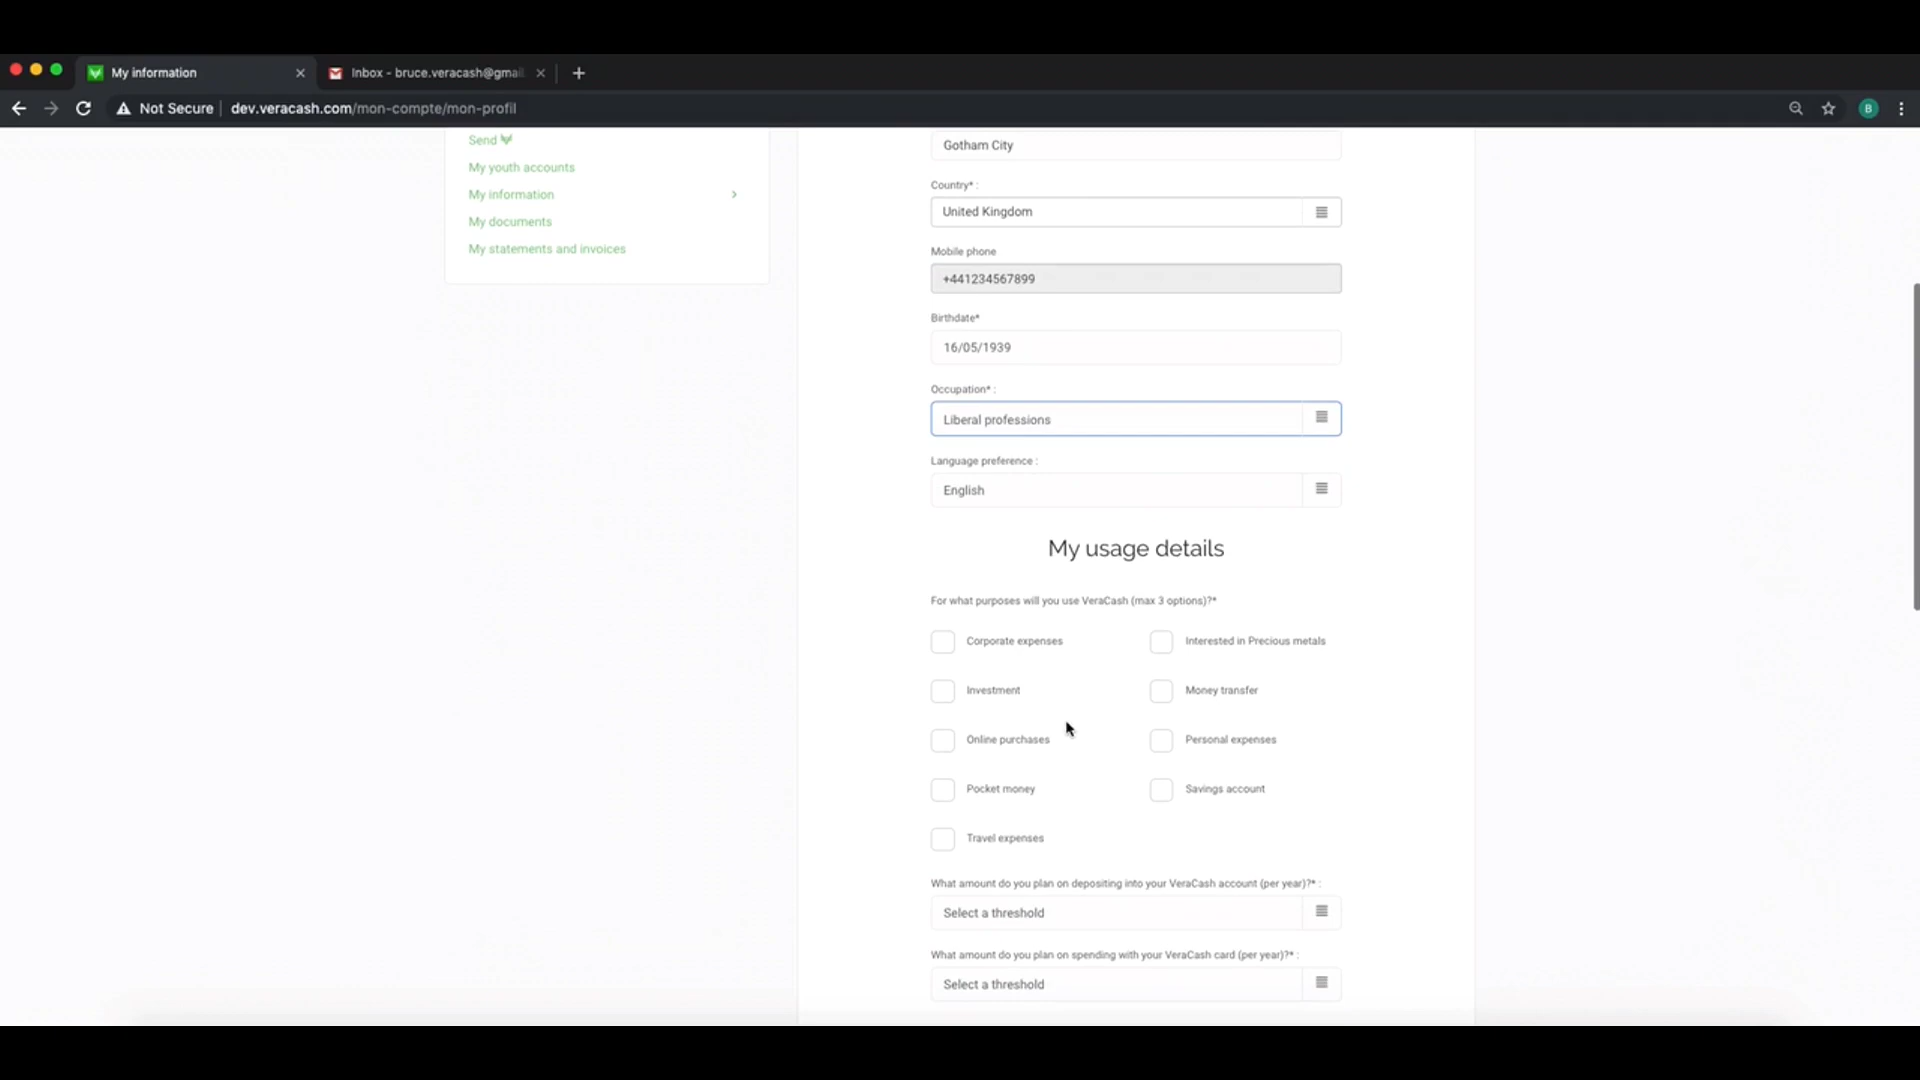 My information
Inbox - bruce.veracash@gmai
Not Secure
dev.veracash.com/mon-compte/mon-profil
B
Send
My youth accounts
My information
My documents
My statements and invoices
Gotham City
Country* :
United Kingdom
Mobile phone
+441234567899
Birthdate*
16/05/1939
Occupation* :
Liberal professions
Language preference :
English
My usage details
For what purposes will you use VeraCash (max 3 options)?*
Corporate expenses
Interested in Precious metals
Investment
Money transfer
Online purchases
Personal expenses
Pocket money
Savings account
Travel expenses
What amount do you plan on depositing into your VeraCash account (per year)?* :
Select a threshold
What amount do you plan on spending with your VeraCash card (per year)?* :
Select a threshold